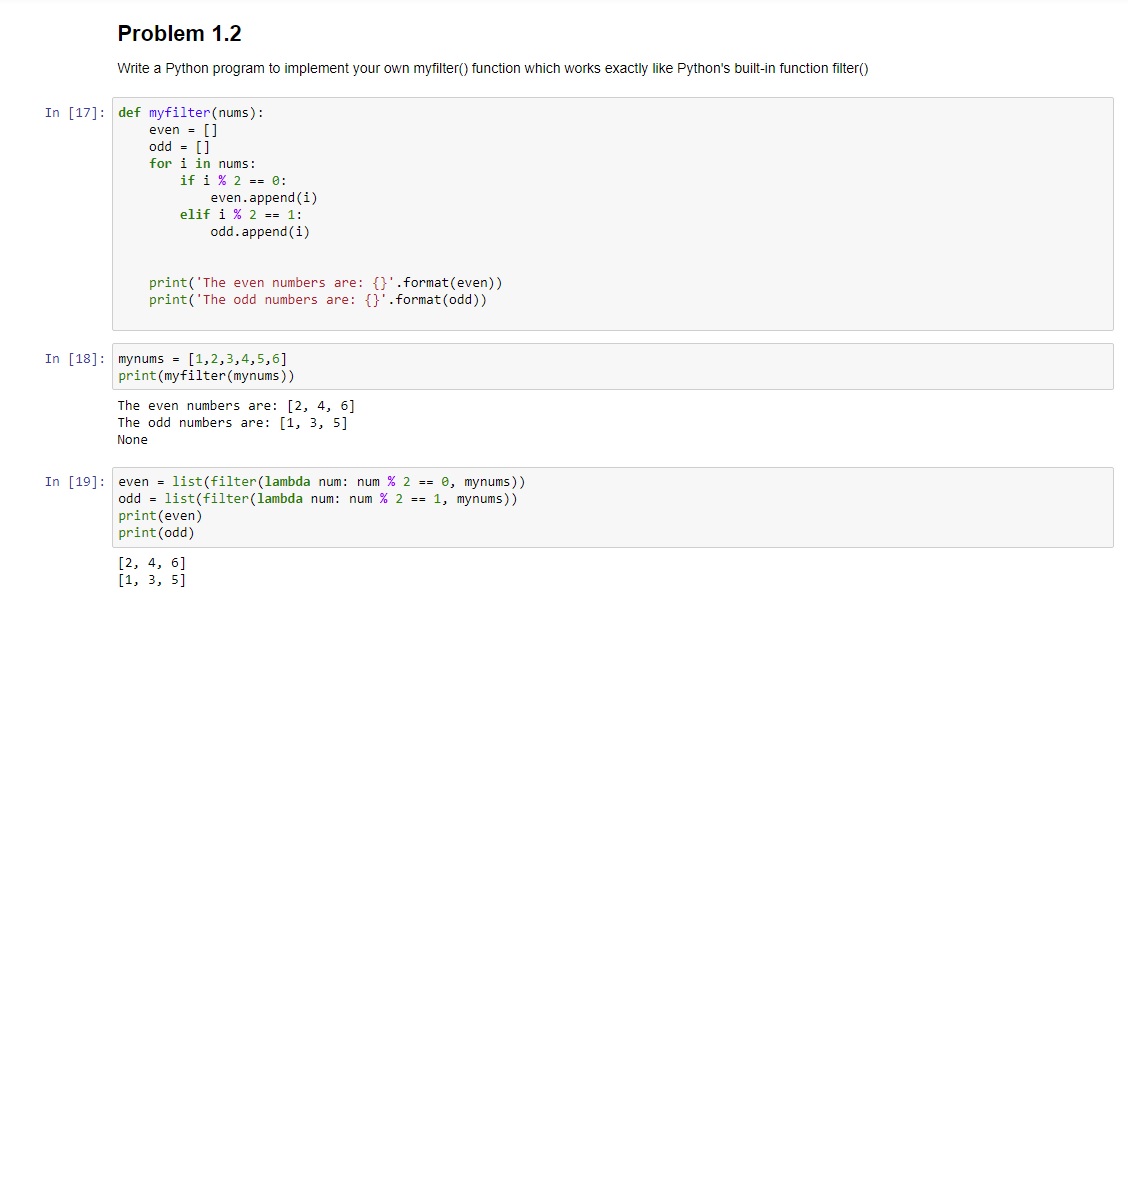 Problem 1.2
Write a Python program to implement your own myfilter() function which works exactly like Python's built-in function filter()
In [17]: def myfilter(nums):
    even = []
    odd = []
    for i in nums:
        if i % 2 == 0:
            even.append(i)
        elif i % 2 == 1:
            odd.append(i)
    print('The even numbers are: {}'.format(even))
    print('The odd numbers are: {}'.format(odd))
In [18]: mynums = [1,2,3,4,5,6]
print(myfilter(mynums))
The even numbers are: [2, 4, 6]
The odd numbers are: [1, 3, 5]
None
In [19]: even = list(filter(lambda num: num % 2 == 0, mynums))
odd = list(filter(lambda num: num % 2 == 1, mynums))
print(even)
print(odd)
[2, 4, 6]
[1, 3, 5]